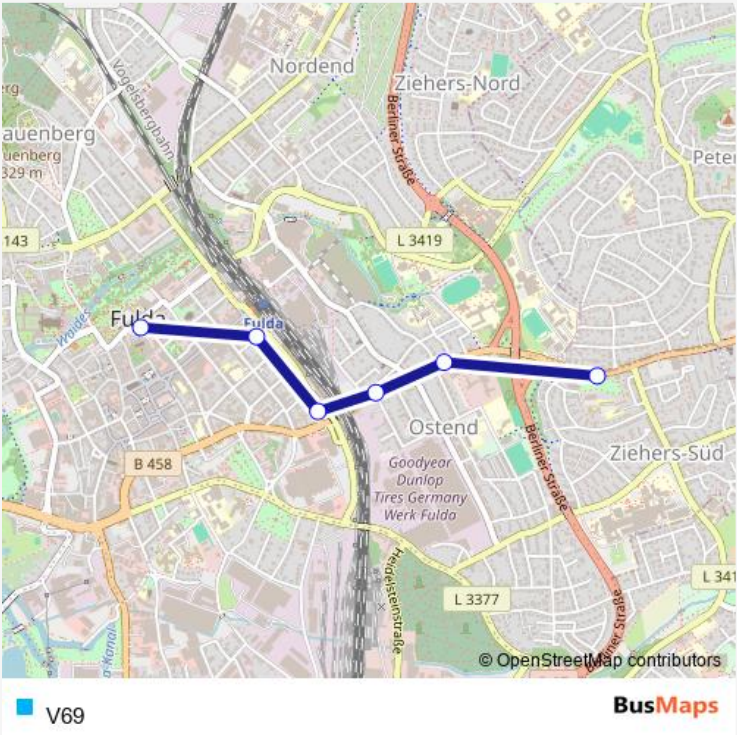 Nordend
Ziehers-Nord
Vogelsbergbahn
Berliner Straße
auenberg
uenberg
329 m
Peter
143
L 3419
Waides
Fulda
Fulda
Ostend
B 458
Goodyear
Dunlop
Tires Germany
Werk Fulda
Berliner Straße
Ziehers-Süd
Heidelsteinstraße
L 3377
L 341
© OpenStreetMap contributors
V69
BusMaps